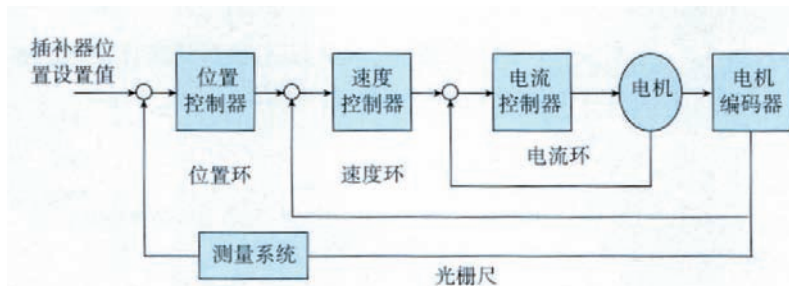 插补器位
置设置值
位置
控制器
速度
控制器
电流
控制器
电机
电机
编码器
位置环
速度环
电流环
测量系统
光栅尺